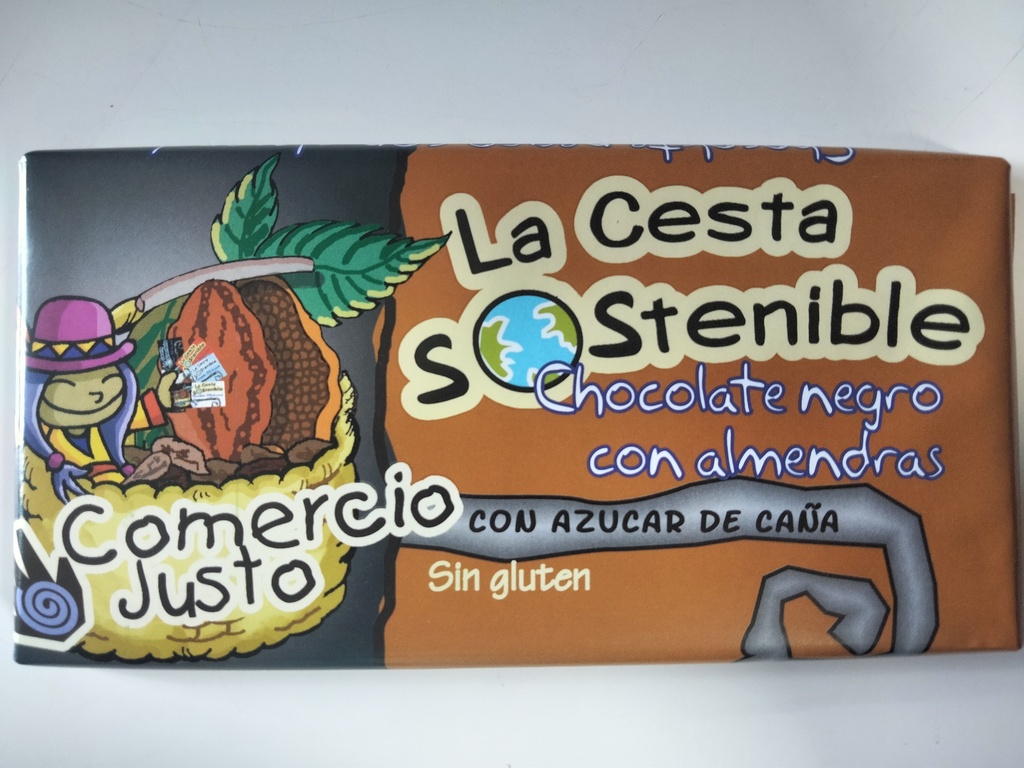 La Cesta
SOstenible
Chocolate negro
con almendras
CON AZUCAR DE CAÑA
Sin gluten
Comercio
Justo